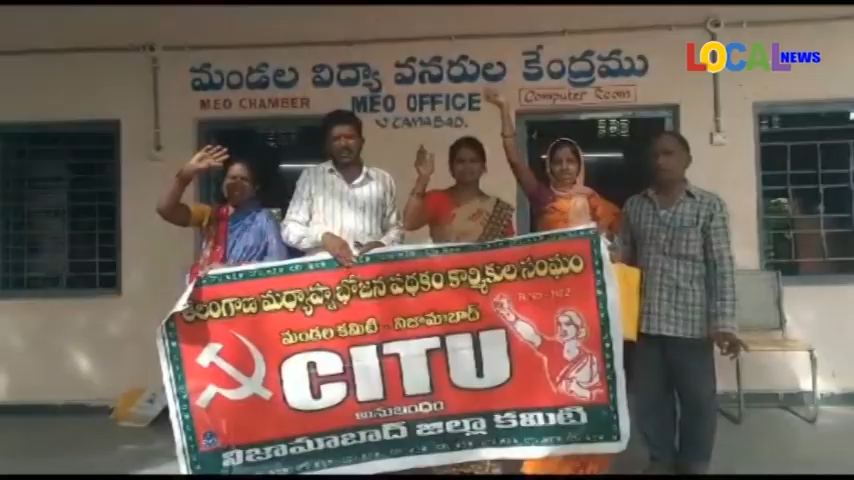 LOCAL NEWS
మండల విద్యా వనరుల కేంద్రము
MEO CHAMBER
MEO OFFICE
Computer Room
తెలంగాణ మధ్యాహ్న భోజన పథకం కార్మికుల సంఘం
మండల కమిటీ - నిజామాబాద్
CITU
అనుబంధం
నిజామాబాద్ జిల్లా కమిటీ